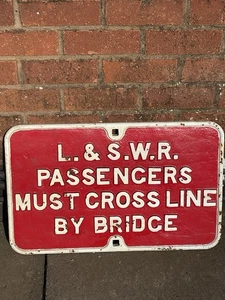 L. & S.W.R.
PASSENGERS
MUST CROSS LINE
BY BRIDGE